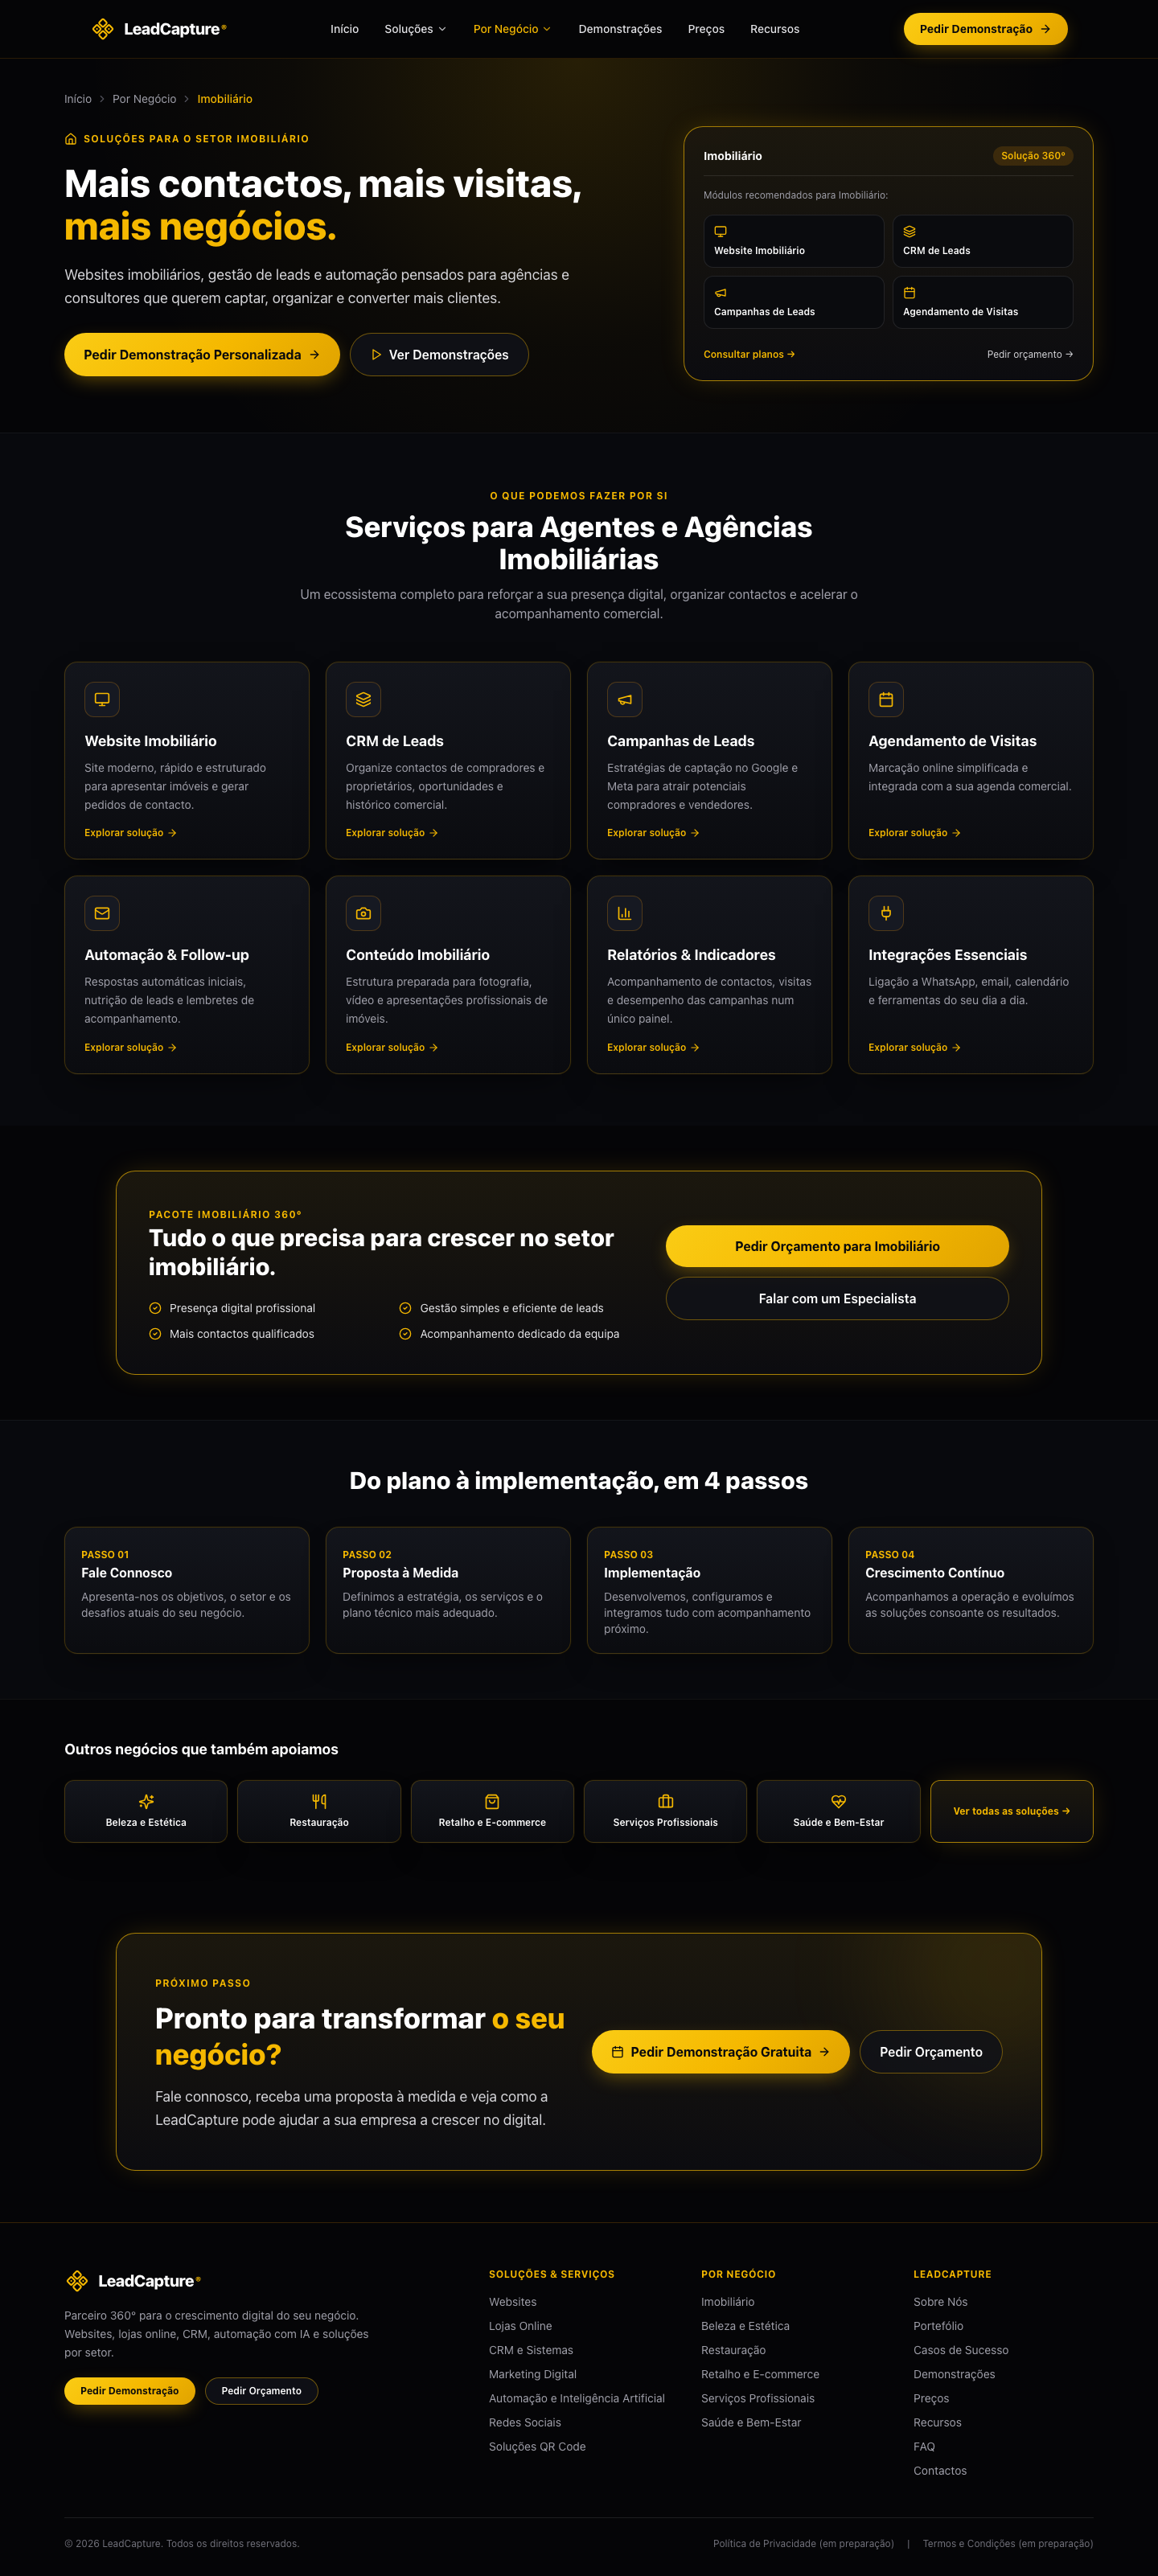 LeadCapture®
Início
Soluções
Por Negócio
Demonstrações
Preços
Recursos
Pedir Demonstração →
Início > Por Negócio > Imobiliário
SOLUÇÕES PARA O SETOR IMOBILIÁRIO
Mais contactos, mais visitas,
mais negócios.
Websites imobiliários, gestão de leads e automação pensados para agências e
consultores que querem captar, organizar e converter mais clientes.
Pedir Demonstração Personalizada →
Ver Demonstrações
Imobiliário
Solução 360º
Módulos recomendados para Imobiliário:
Website Imobiliário
CRM de Leads
Campanhas de Leads
Agendamento de Visitas
Consultar planos →
Pedir orçamento →
O QUE PODEMOS FAZER POR SI
Serviços para Agentes e Agências
Imobiliárias
Um ecossistema completo para reforçar a sua presença digital, organizar contactos e acelerar o
acompanhamento comercial.
Website Imobiliário
Site moderno, rápido e estruturado
para apresentar imóveis e gerar
pedidos de contacto.
Explorar solução →
CRM de Leads
Organize contactos de compradores e
proprietários, oportunidades e
histórico comercial.
Explorar solução →
Campanhas de Leads
Estratégias de captação no Google e
Meta para atrair potenciais
compradores e vendedores.
Explorar solução →
Agendamento de Visitas
Marcação online simplificada e
integrada com a sua agenda comercial.
Explorar solução →
Automação & Follow-up
Respostas automáticas iniciais,
nutrição de leads e lembretes de
acompanhamento.
Explorar solução →
Conteúdo Imobiliário
Estrutura preparada para fotografia,
vídeo e apresentações profissionais de
imóveis.
Explorar solução →
Relatórios & Indicadores
Acompanhamento de contactos, visitas
e desempenho das campanhas num
único painel.
Explorar solução →
Integrações Essenciais
Ligação a WhatsApp, email, calendário
e ferramentas do seu dia a dia.
Explorar solução →
PACOTE IMOBILIÁRIO 360º
Tudo o que precisa para crescer no setor
imobiliário.
Presença digital profissional
Gestão simples e eficiente de leads
Mais contactos qualificados
Acompanhamento dedicado da equipa
Pedir Orçamento para Imobiliário
Falar com um Especialista
Do plano à implementação, em 4 passos
PASSO 01
Fale Connosco
Apresenta-nos os objetivos, o setor e os
desafios atuais do seu negócio.
PASSO 02
Proposta à Medida
Definimos a estratégia, os serviços e o
plano técnico mais adequado.
PASSO 03
Implementação
Desenvolvemos, configuramos e
integramos tudo com acompanhamento
próximo.
PASSO 04
Crescimento Contínuo
Acompanhamos a operação e evoluímos
as soluções consoante os resultados.
Outros negócios que também apoiamos
Beleza e Estética
Restauração
Retalho e E-commerce
Serviços Profissionais
Saúde e Bem-Estar
Ver todas as soluções →
PRÓXIMO PASSO
Pronto para transformar o seu
negócio?
Fale connosco, receba uma proposta à medida e veja como a
LeadCapture pode ajudar a sua empresa a crescer no digital.
Pedir Demonstração Gratuita →
Pedir Orçamento
LeadCapture®
Parceiro 360° para o crescimento digital do seu negócio.
Websites, lojas online, CRM, automação com IA e soluções
por setor.
Pedir Demonstração
Pedir Orçamento
SOLUÇÕES & SERVIÇOS
Websites
Lojas Online
CRM e Sistemas
Marketing Digital
Automação e Inteligência Artificial
Redes Sociais
Soluções QR Code
POR NEGÓCIO
Imobiliário
Beleza e Estética
Restauração
Retalho e E-commerce
Serviços Profissionais
Saúde e Bem-Estar
LEADCAPTURE
Sobre Nós
Portefólio
Casos de Sucesso
Demonstrações
Preços
Recursos
FAQ
Contactos
© 2026 LeadCapture. Todos os direitos reservados.
Política de Privacidade (em preparação) | Termos e Condições (em preparação)